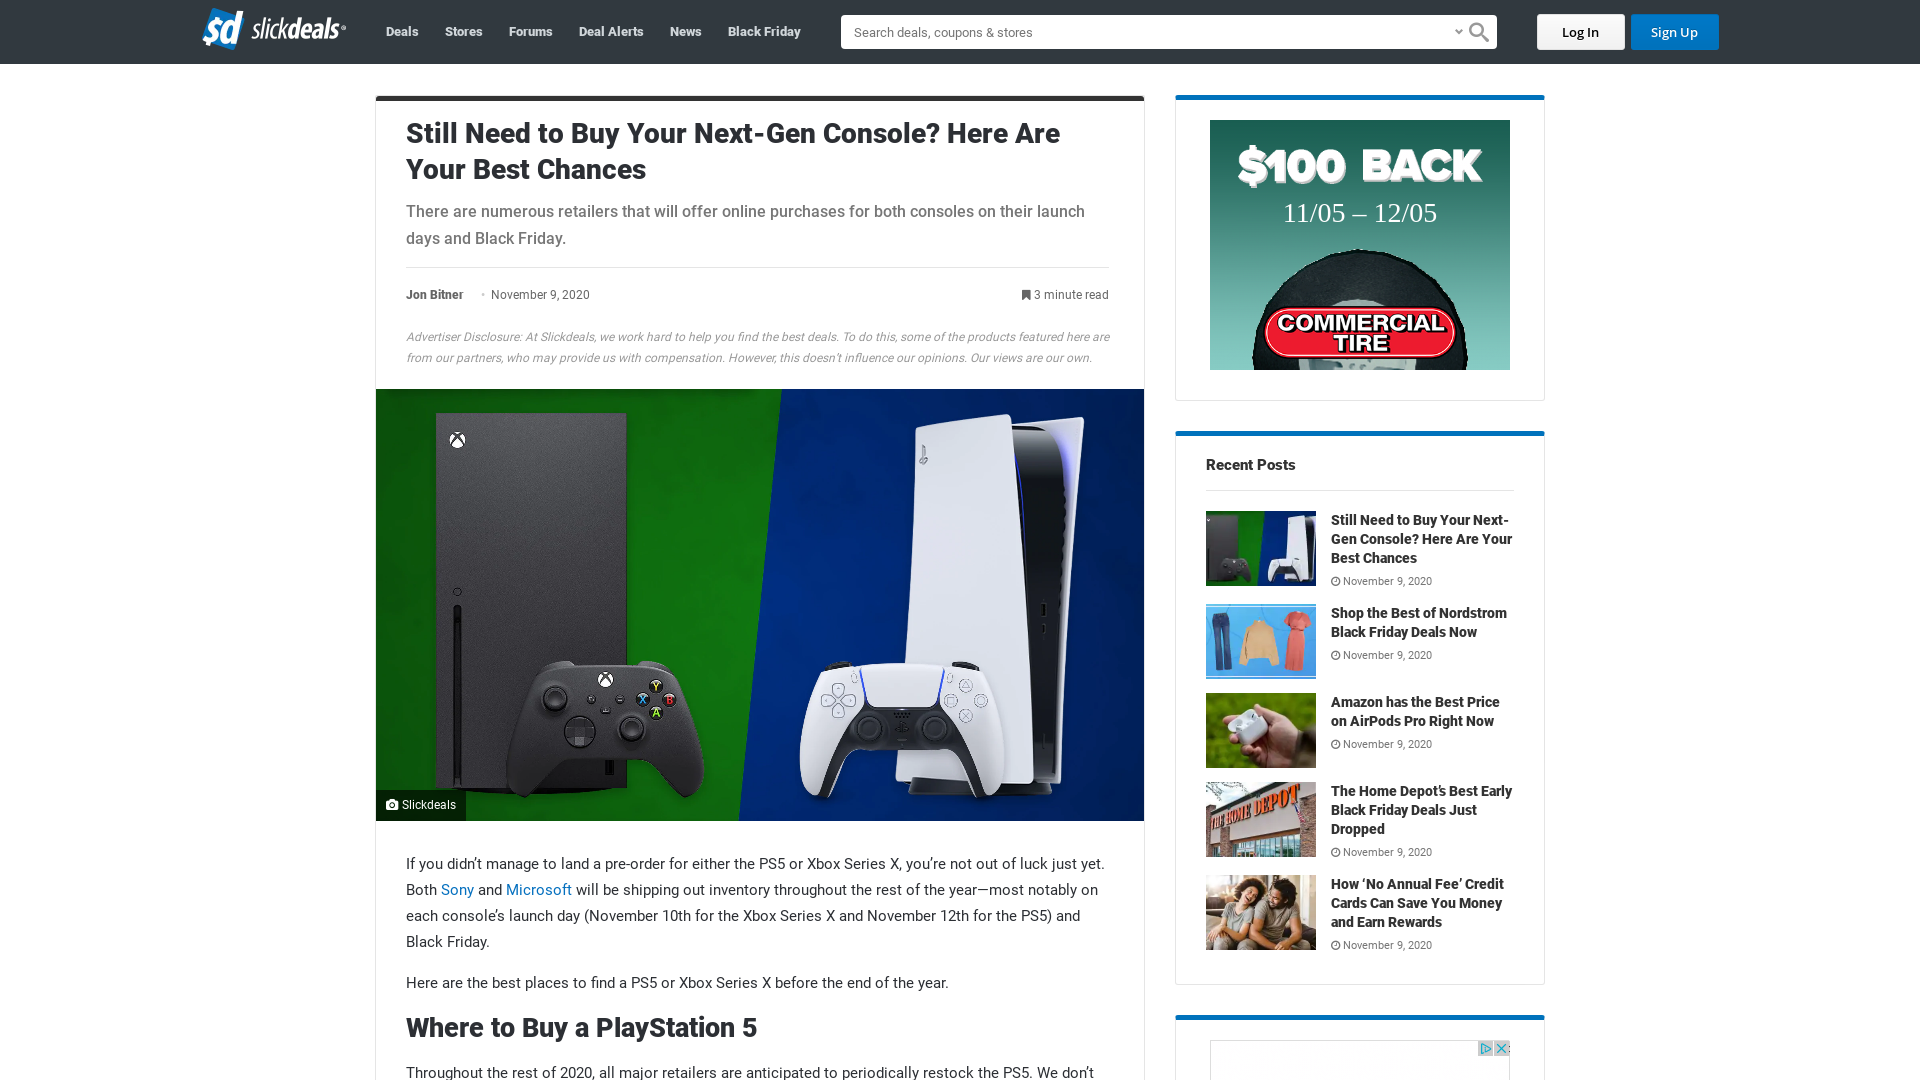 sd slickdeals
Deals
Stores
Forums
Deal Alerts
News
Black Friday
Search deals, coupons & stores
Log In
Sign Up
Still Need to Buy Your Next-Gen Console? Here Are
Your Best Chances
There are numerous retailers that will offer online purchases for both consoles on their launch
days and Black Friday.
Jon Bitner • November 9, 2020
3 minute read
Advertiser Disclosure: At Slickdeals, we work hard to help you find the best deals. To do this, some of the products featured here are
from our partners, who may provide us with compensation. However, this doesn’t influence our opinions. Our views are our own.
Y
X
B
A
Slickdeals
If you didn’t manage to land a pre-order for either the PS5 or Xbox Series X, you’re not out of luck just yet.
Both Sony and Microsoft will be shipping out inventory throughout the rest of the year—most notably on
each console’s launch day (November 10th for the Xbox Series X and November 12th for the PS5) and
Black Friday.
Here are the best places to find a PS5 or Xbox Series X before the end of the year.
Where to Buy a PlayStation 5
Throughout the rest of 2020, all major retailers are anticipated to periodically restock the PS5. We don’t
$100 BACK
11/05 – 12/05
COMMERCIAL
TIRE
Recent Posts
Still Need to Buy Your Next-
Gen Console? Here Are Your
Best Chances
November 9, 2020
Shop the Best of Nordstrom
Black Friday Deals Now
November 9, 2020
Amazon has the Best Price
on AirPods Pro Right Now
November 9, 2020
THE HOME DEPOT
The Home Depot’s Best Early
Black Friday Deals Just
Dropped
November 9, 2020
How ‘No Annual Fee’ Credit
Cards Can Save You Money
and Earn Rewards
November 9, 2020